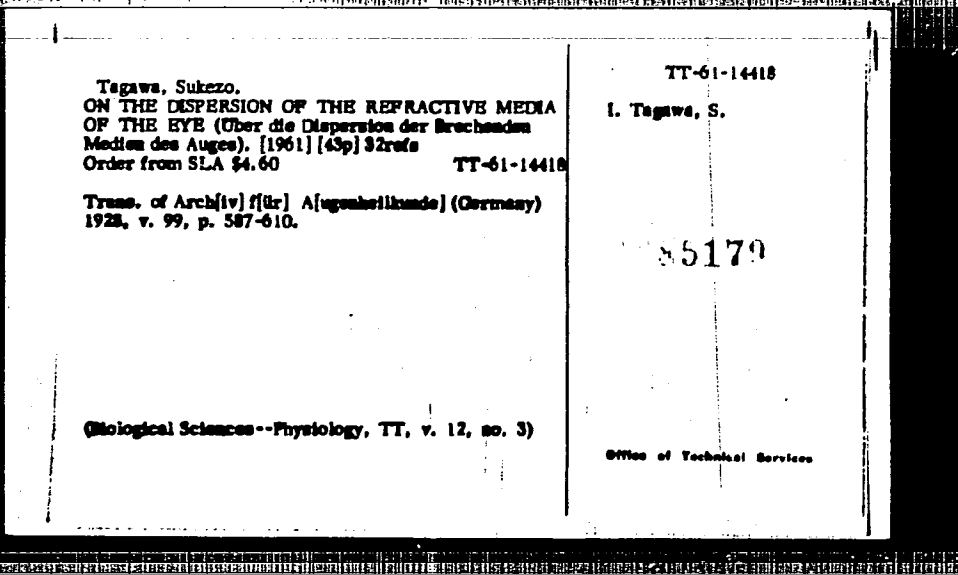 Tagawa, Sukezo.
ON THE DISPERSION OF THE REFRACTIVE MEDIA
OF THE EYE (Über die Dispersion der Brechenden
Medien des Auges). [1961] [43p] 32refs
Order from SLA $4.60 TT-61-14418
Trans. of Arch[iv] f[ür] A[ugenheilkunde] (Germany)
1928, v. 99, p. 587-610.
(Biological Sciences--Physiology, TT, v. 12, no. 3)
TT-61-14418
I. Tagawa, S.
85179
Office of Technical Services